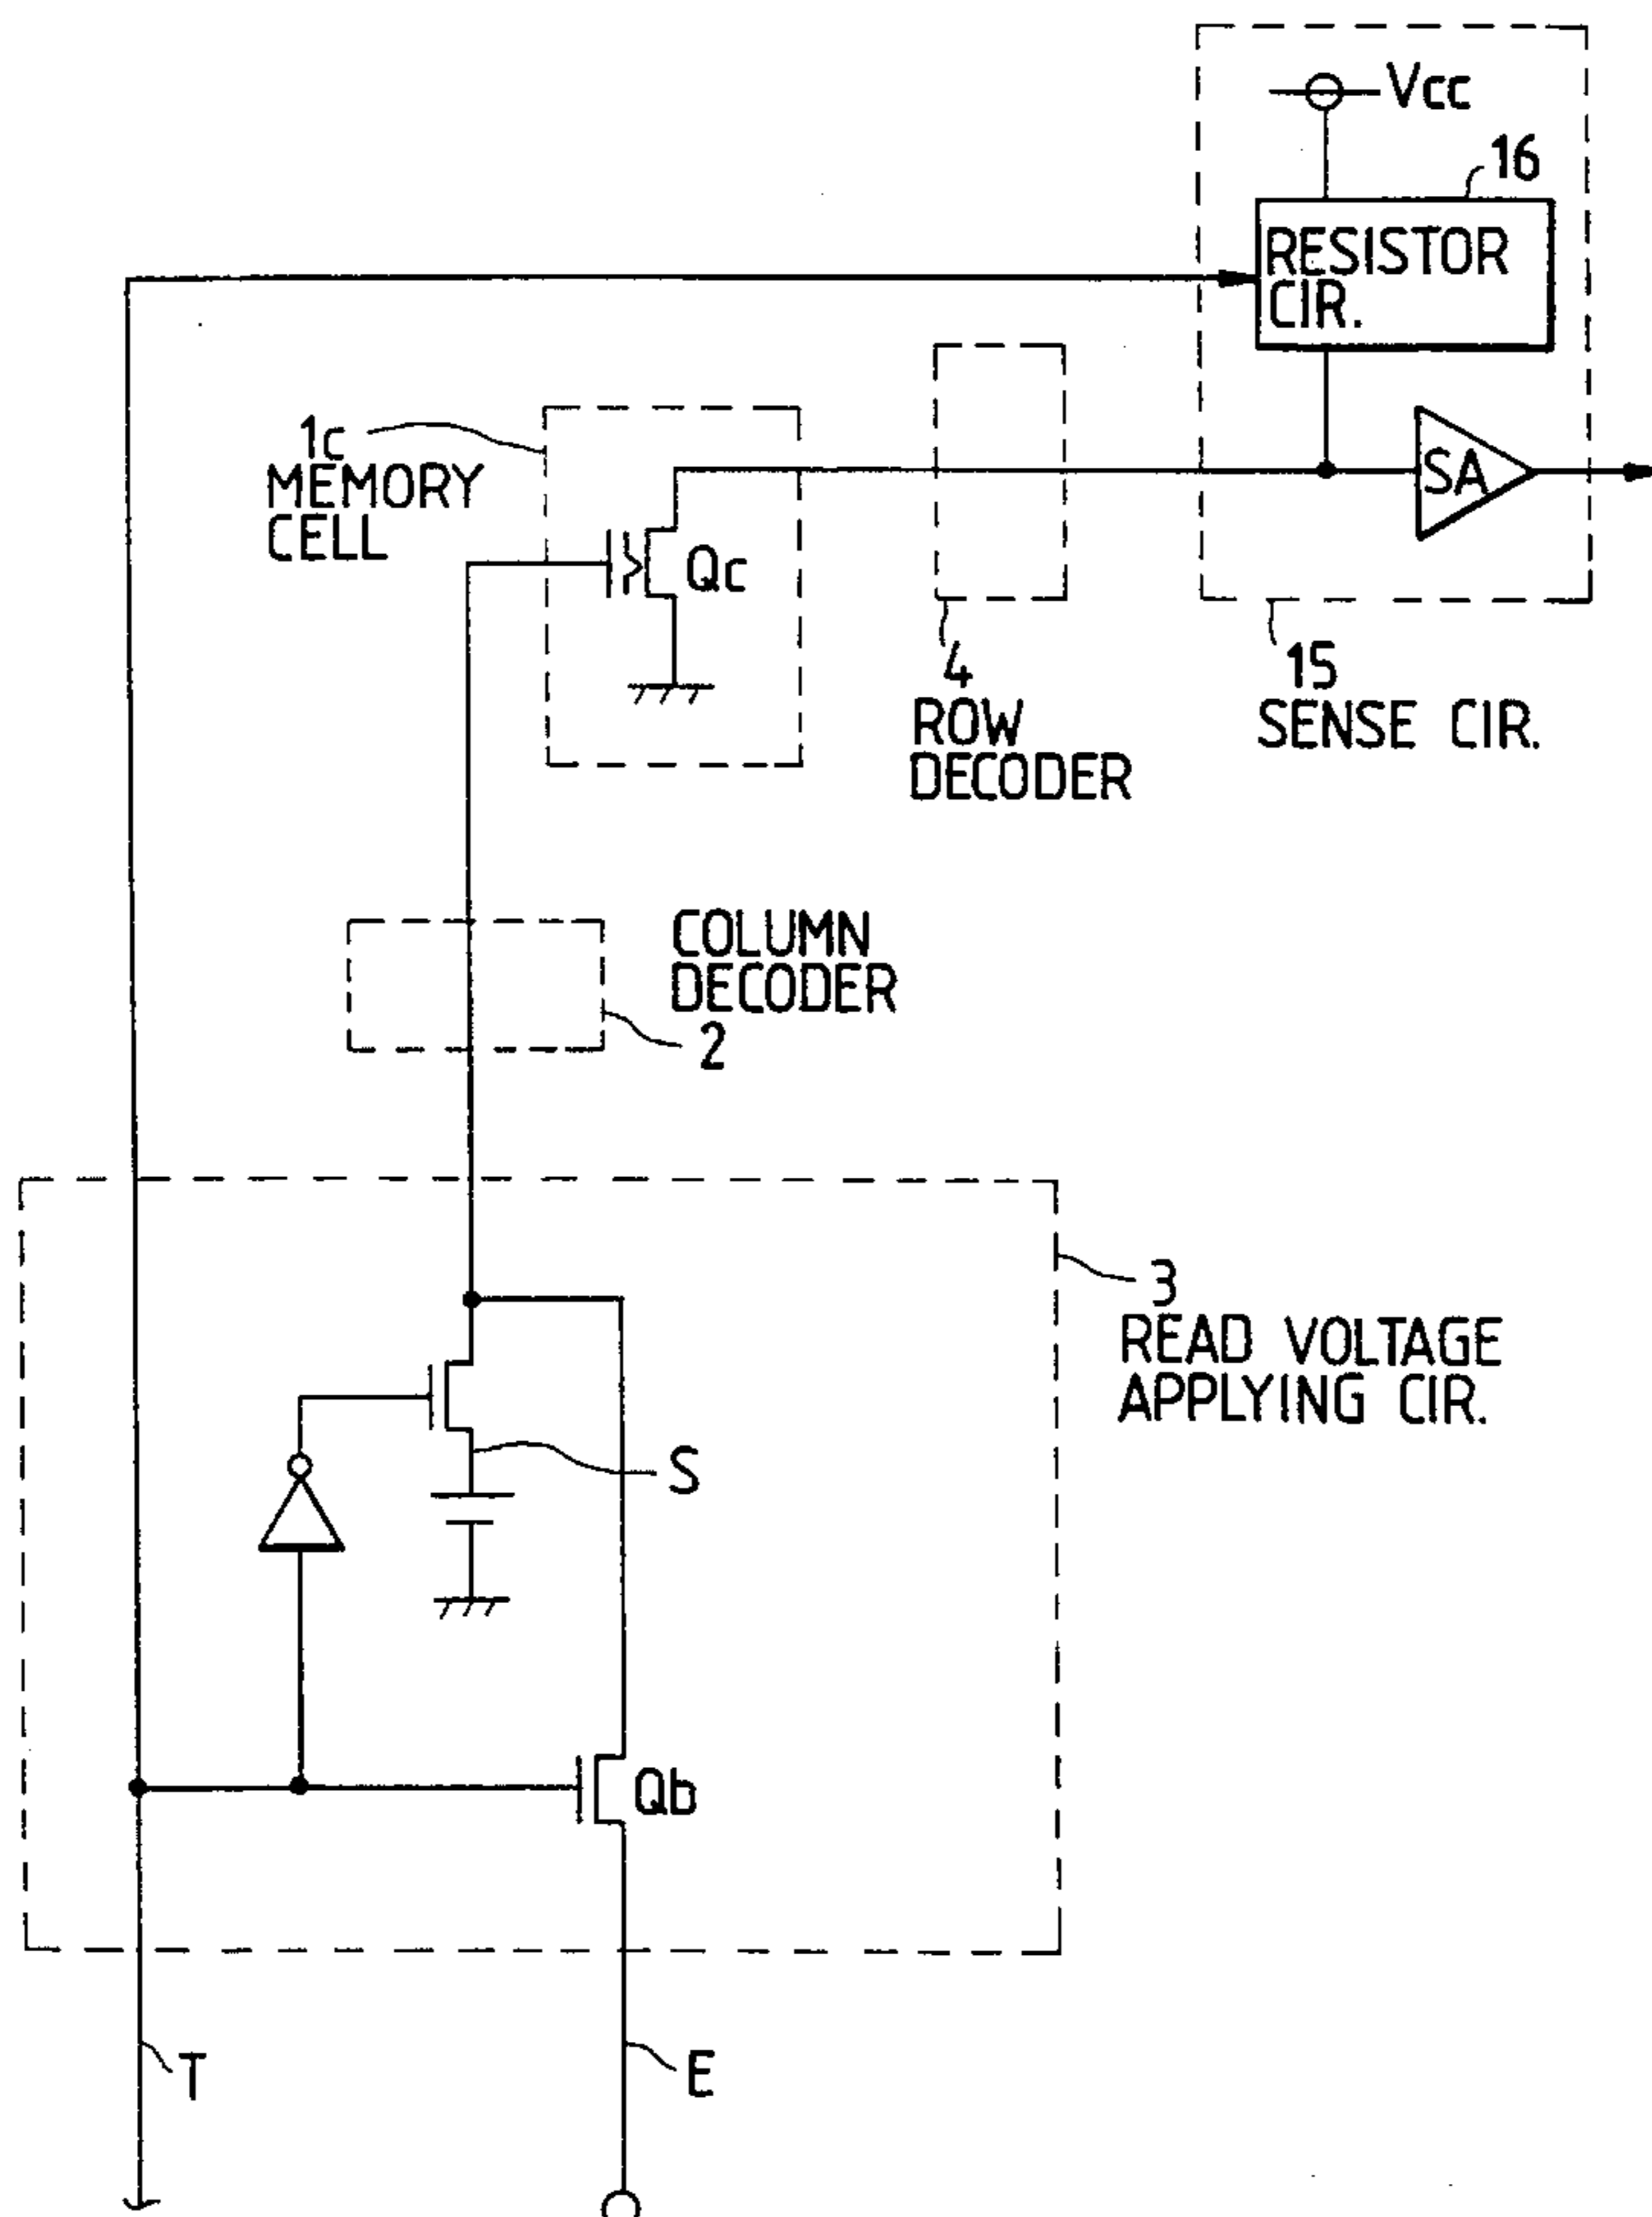 Vcc
16
RESISTOR
CIR.
1c
MEMORY
CELL
SA
Qc
4
ROW
DECODER
15
SENSE CIR.
COLUMN
DECODER
2
3
READ VOLTAGE
APPLYING CIR.
S
Qb
T
E